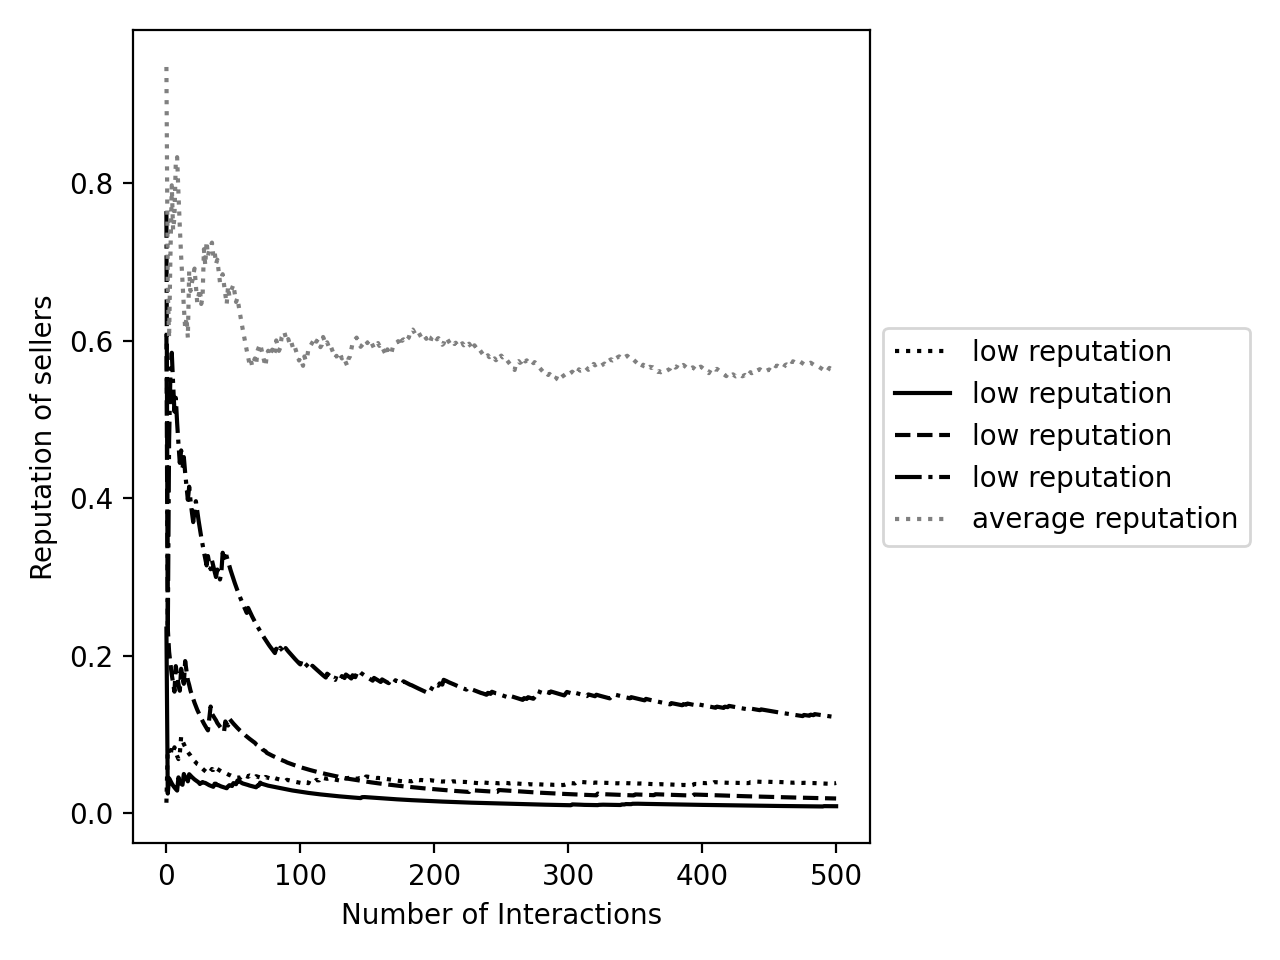 Reputation of sellers
0.8
0.6
0.4
0.2
0.0
0 100 200 300 400 500
Number of Interactions
low reputation
low reputation
low reputation
low reputation
average reputation